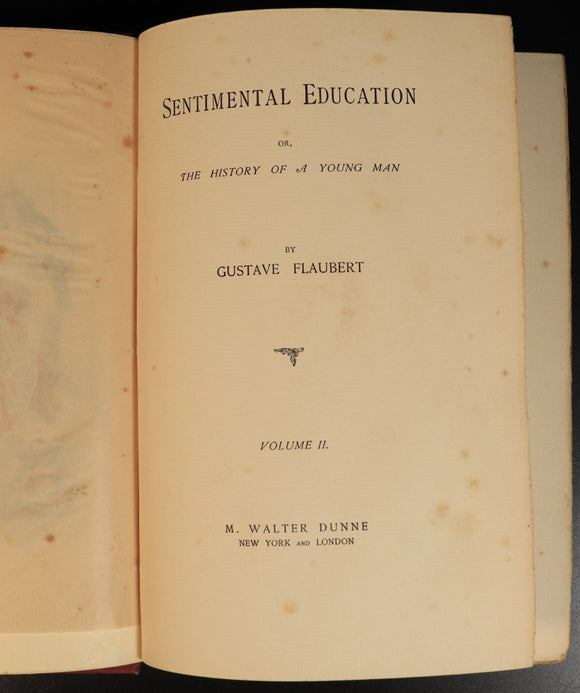 SENTIMENTAL EDUCATION
OR,
THE HISTORY OF A YOUNG MAN
BY
GUSTAVE FLAUBERT
VOLUME II.
M. WALTER DUNNE
NEW YORK AND LONDON